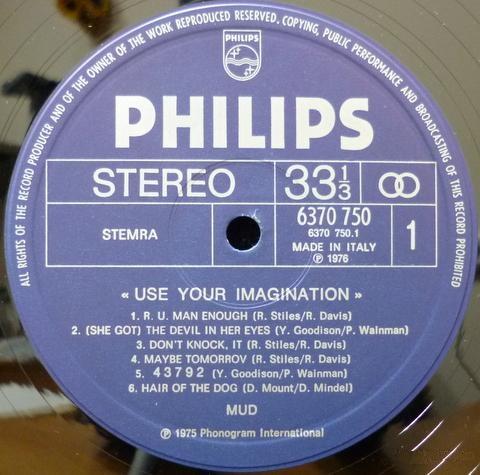 ALL RIGHTS OF THE RECORD PRODUCER AND OF THE OWNER OF THE WORK REPRODUCED RESERVED. COPYING, PUBLIC PERFORMANCE AND BROADCASTING OF THIS RECORD PROHIBITED
PHILIPS
PHILIPS
STEREO 33 1/3
STEMRA
6370 750
6370 750.1
MADE IN ITALY
Ⓟ 1976
1
« USE YOUR IMAGINATION »
1. R. U. MAN ENOUGH (R. Stiles/R. Davis)
2. (SHE GOT) THE DEVIL IN HER EYES (Y. Goodison/P. Wainman)
3. DON'T KNOCK, IT (R. Stiles/R. Davis)
4. MAYBE TOMORROV (R. Stiles/R. Davis)
5. 43792 (Y. Goodison/P. Wainman)
6. HAIR OF THE DOG (D. Mount/D. Mindel)
MUD
Ⓟ 1975 Phonogram International